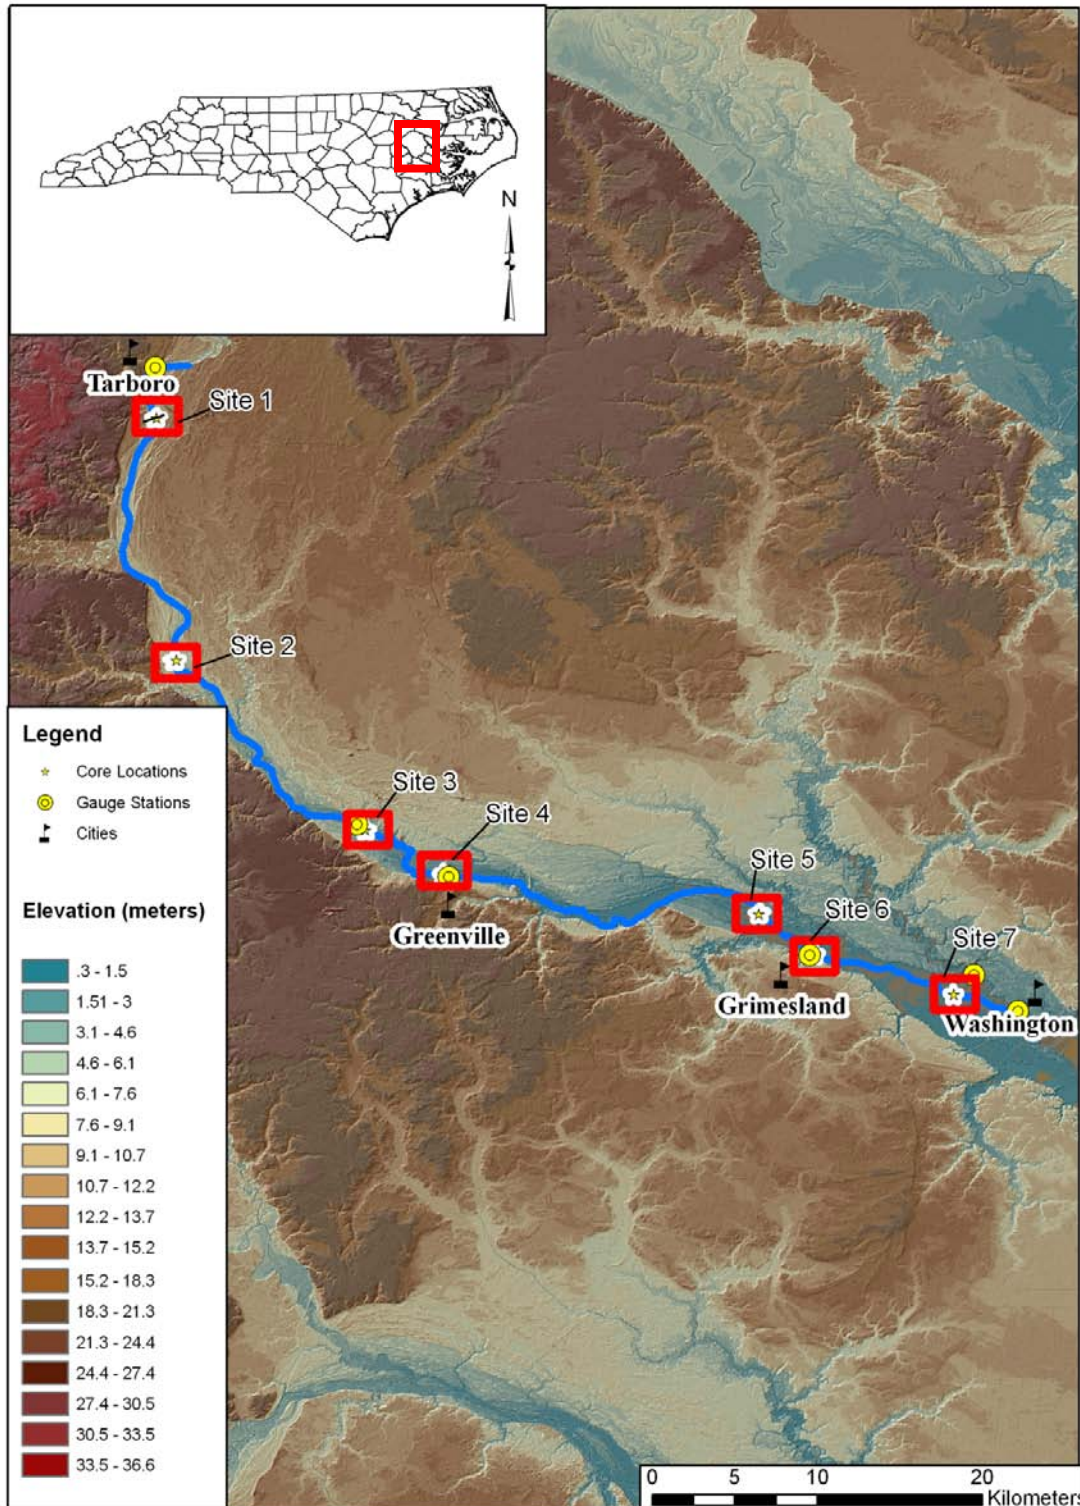 N
Tarboro
Site 1
Site 2
Legend
Core Locations
Gauge Stations
Cities
Site 3
Site 4
Greenville
Site 5
Site 6
Grimesland
Site 7
Washington
Elevation (meters)
.3 - 1.5
1.51 - 3
3.1 - 4.6
4.6 - 6.1
6.1 - 7.6
7.6 - 9.1
9.1 - 10.7
10.7 - 12.2
12.2 - 13.7
13.7 - 15.2
15.2 - 18.3
18.3 - 21.3
21.3 - 24.4
24.4 - 27.4
27.4 - 30.5
30.5 - 33.5
33.5 - 36.6
0 5 10 20
Kilometers